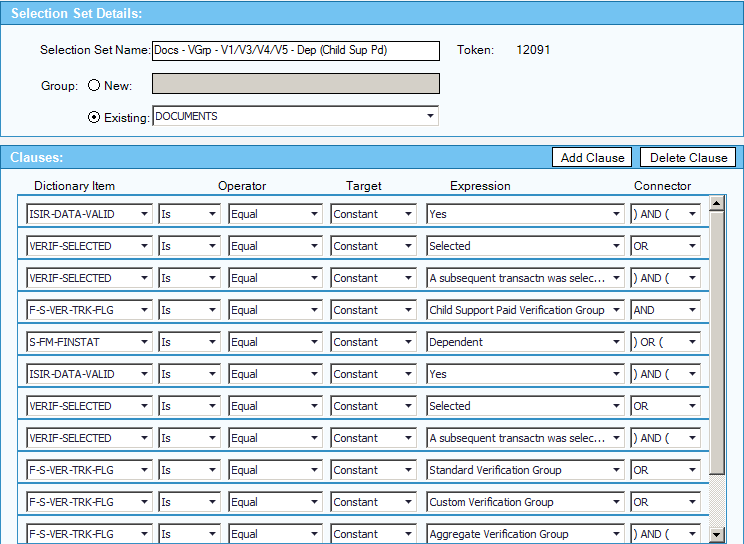 Selection Set Details:
Selection Set Name: Docs - VGrp - V1/V3/V4/V5 - Dep (Child Sup Pd) Token: 12091
Group: New:
Existing: DOCUMENTS
Clauses: Add Clause Delete Clause
Dictionary Item Operator Target Expression Connector
ISIR-DATA-VALID Is Equal Constant Yes ) AND (
VERIF-SELECTED Is Equal Constant Selected OR
VERIF-SELECTED Is Equal Constant A subsequent transactn was selec... ) AND (
F-S-VER-TRK-FLG Is Equal Constant Child Support Paid Verification Group AND
S-FM-FINSTAT Is Equal Constant Dependent ) OR (
ISIR-DATA-VALID Is Equal Constant Yes ) AND (
VERIF-SELECTED Is Equal Constant Selected OR
VERIF-SELECTED Is Equal Constant A subsequent transactn was selec... ) AND (
F-S-VER-TRK-FLG Is Equal Constant Standard Verification Group OR
F-S-VER-TRK-FLG Is Equal Constant Custom Verification Group OR
F-S-VER-TRK-FLG Is Equal Constant Aggregate Verification Group ) AND (